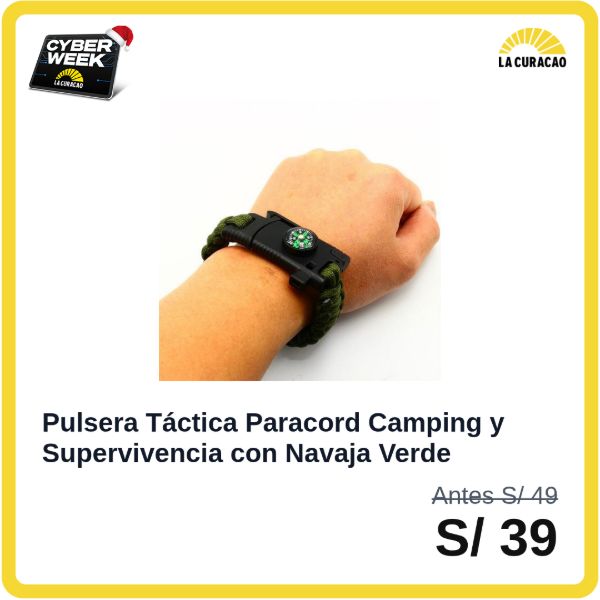 CYBER
WEEK
LA CURACAO
LA CURACAO
Pulsera Táctica Paracord Camping y
Supervivencia con Navaja Verde
Antes S/ 49
S/ 39